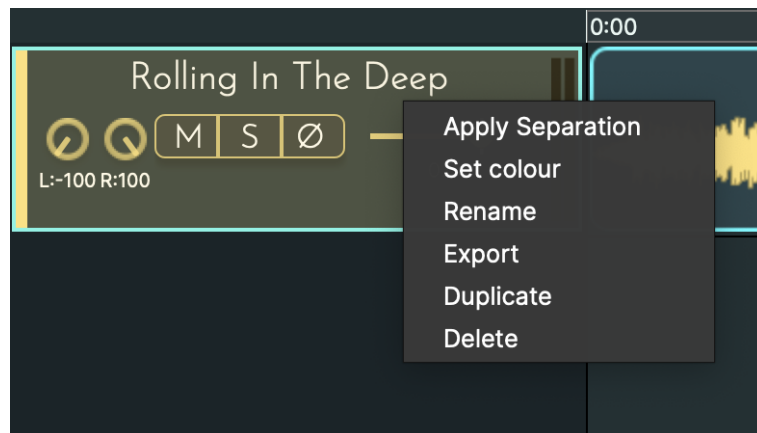 0:00
Rolling In The Deep
M S Ø
L:-100 R:100
Apply Separation
Set colour
Rename
Export
Duplicate
Delete